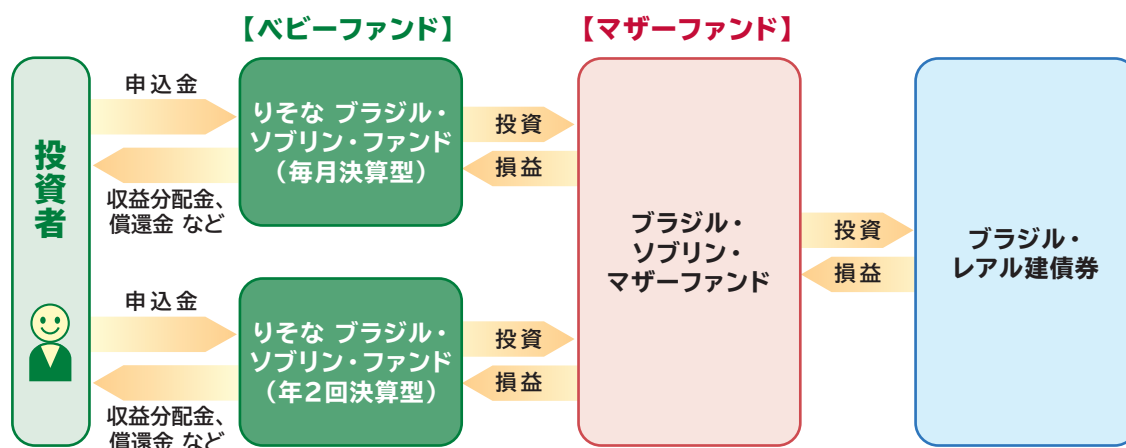 【ベビーファンド】
【マザーファンド】
投資者
申込金
収益分配金、
償還金 など
りそな ブラジル・
ソブリン・ファンド
（毎月決算型）
投資
損益
申込金
収益分配金、
償還金 など
りそな ブラジル・
ソブリン・ファンド
（年2回決算型）
投資
損益
ブラジル・
ソブリン・
マザーファンド
投資
損益
ブラジル・
レアル建債券